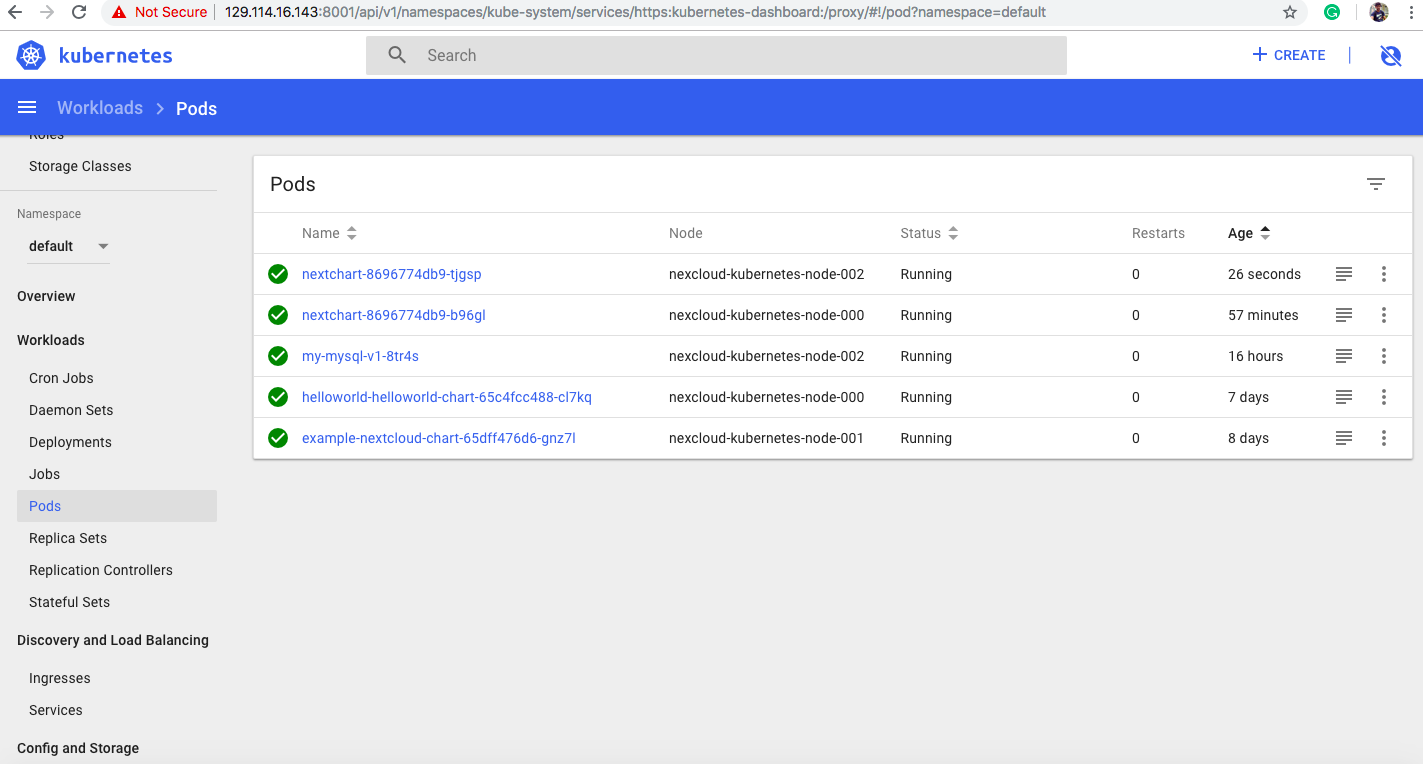 Not Secure 129.114.16.143:8001/api/v1/namespaces/kube-system/services/https:kubernetes-dashboard:/proxy/#!/pod?namespace=default
kubernetes
Search
CREATE
Workloads
Pods
Roles
Storage Classes
Namespace
default
Overview
Workloads
Cron Jobs
Daemon Sets
Deployments
Jobs
Pods
Replica Sets
Replication Controllers
Stateful Sets
Discovery and Load Balancing
Ingresses
Services
Config and Storage
Pods
Name Node Status Restarts Age
nextchart-8696774db9-tjgsp nexcloud-kubernetes-node-002 Running 0 26 seconds
nextchart-8696774db9-b96gl nexcloud-kubernetes-node-000 Running 0 57 minutes
my-mysql-v1-8tr4s nexcloud-kubernetes-node-002 Running 0 16 hours
helloworld-helloworld-chart-65c4fcc488-cl7kq nexcloud-kubernetes-node-000 Running 0 7 days
example-nextcloud-chart-65dff476d6-gnz7l nexcloud-kubernetes-node-001 Running 0 8 days